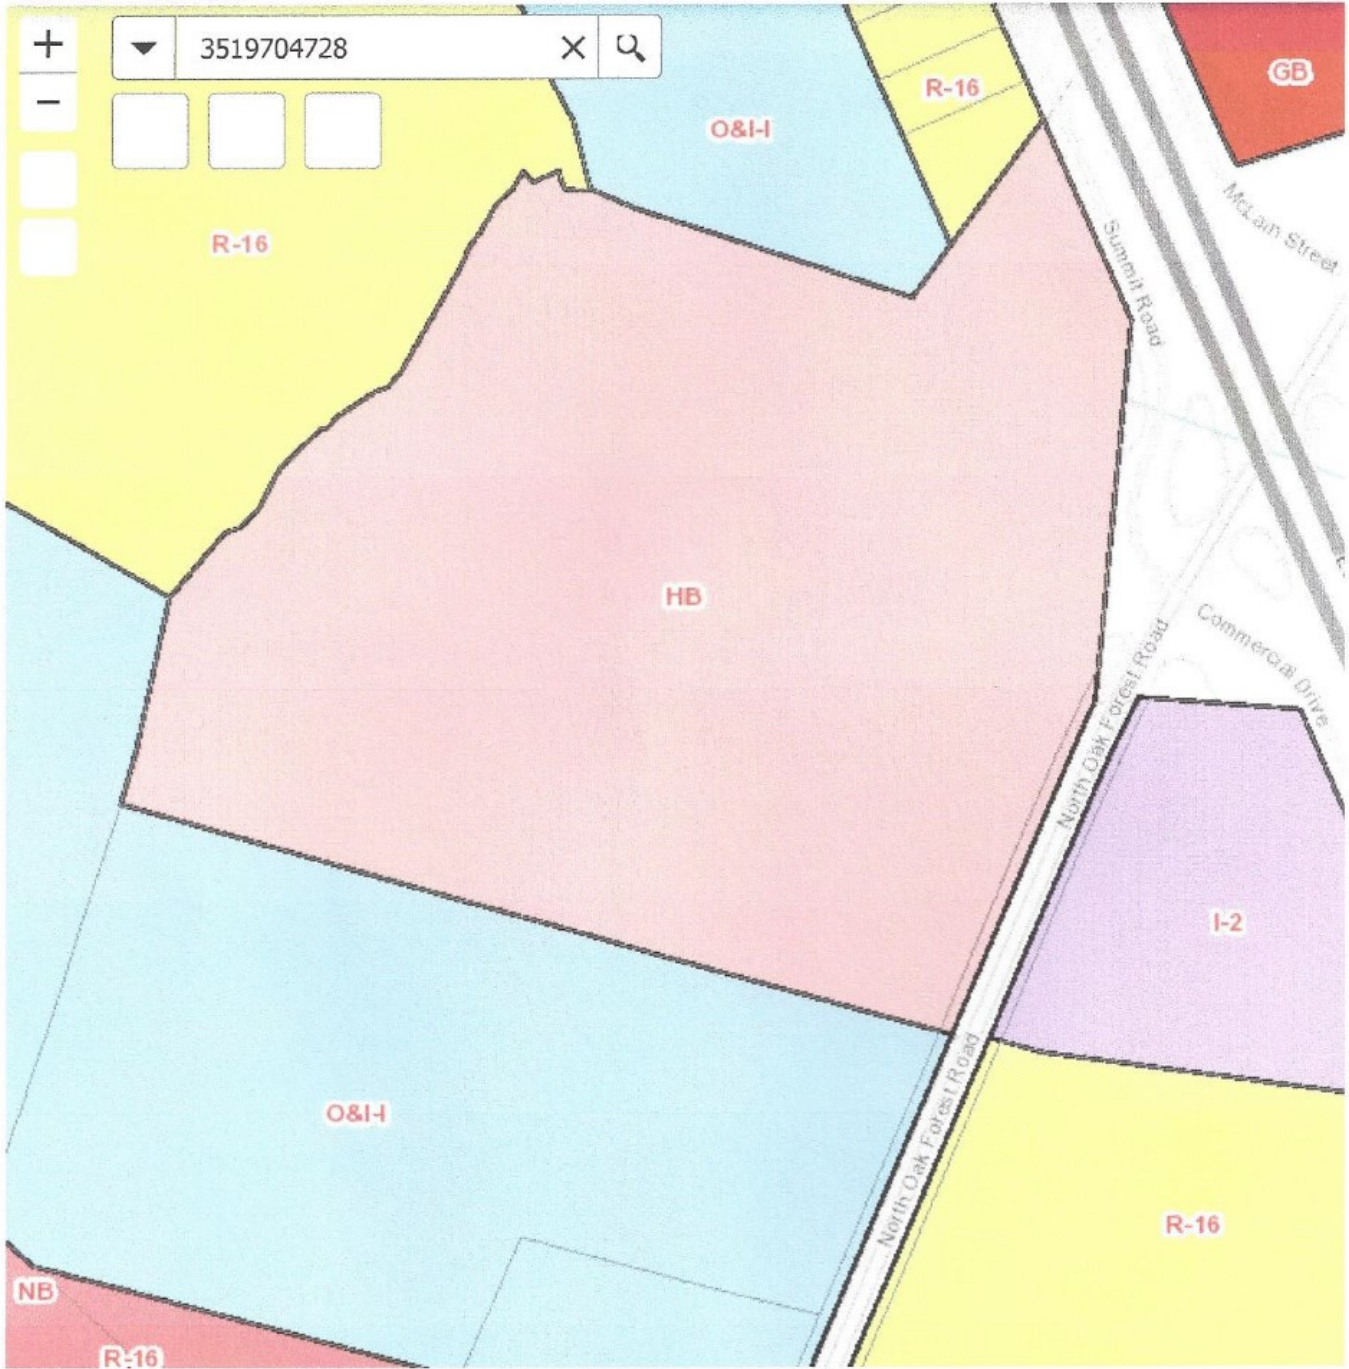 +
3519704728
−
GB
R-16
O&I-I
McLain Street
R-16
Summit Road
HB
Commercial Drive
North Oak Forest Road
I-2
North Oak Forest Road
O&I-I
R-16
NB
R-16